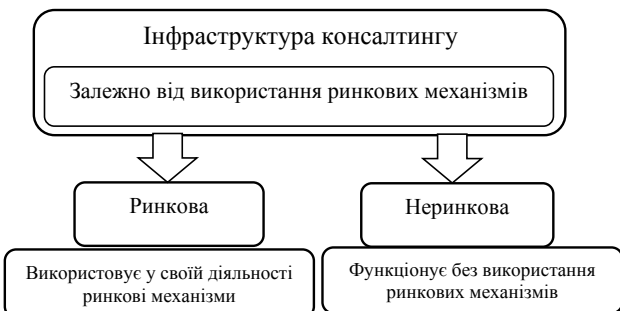 Інфраструктура консалтингу
Залежно від використання ринкових механізмів
Ринкова
Неринкова
Використовує у своїй діяльності
ринкові механізми
Функціонує без використання
ринкових механізмів